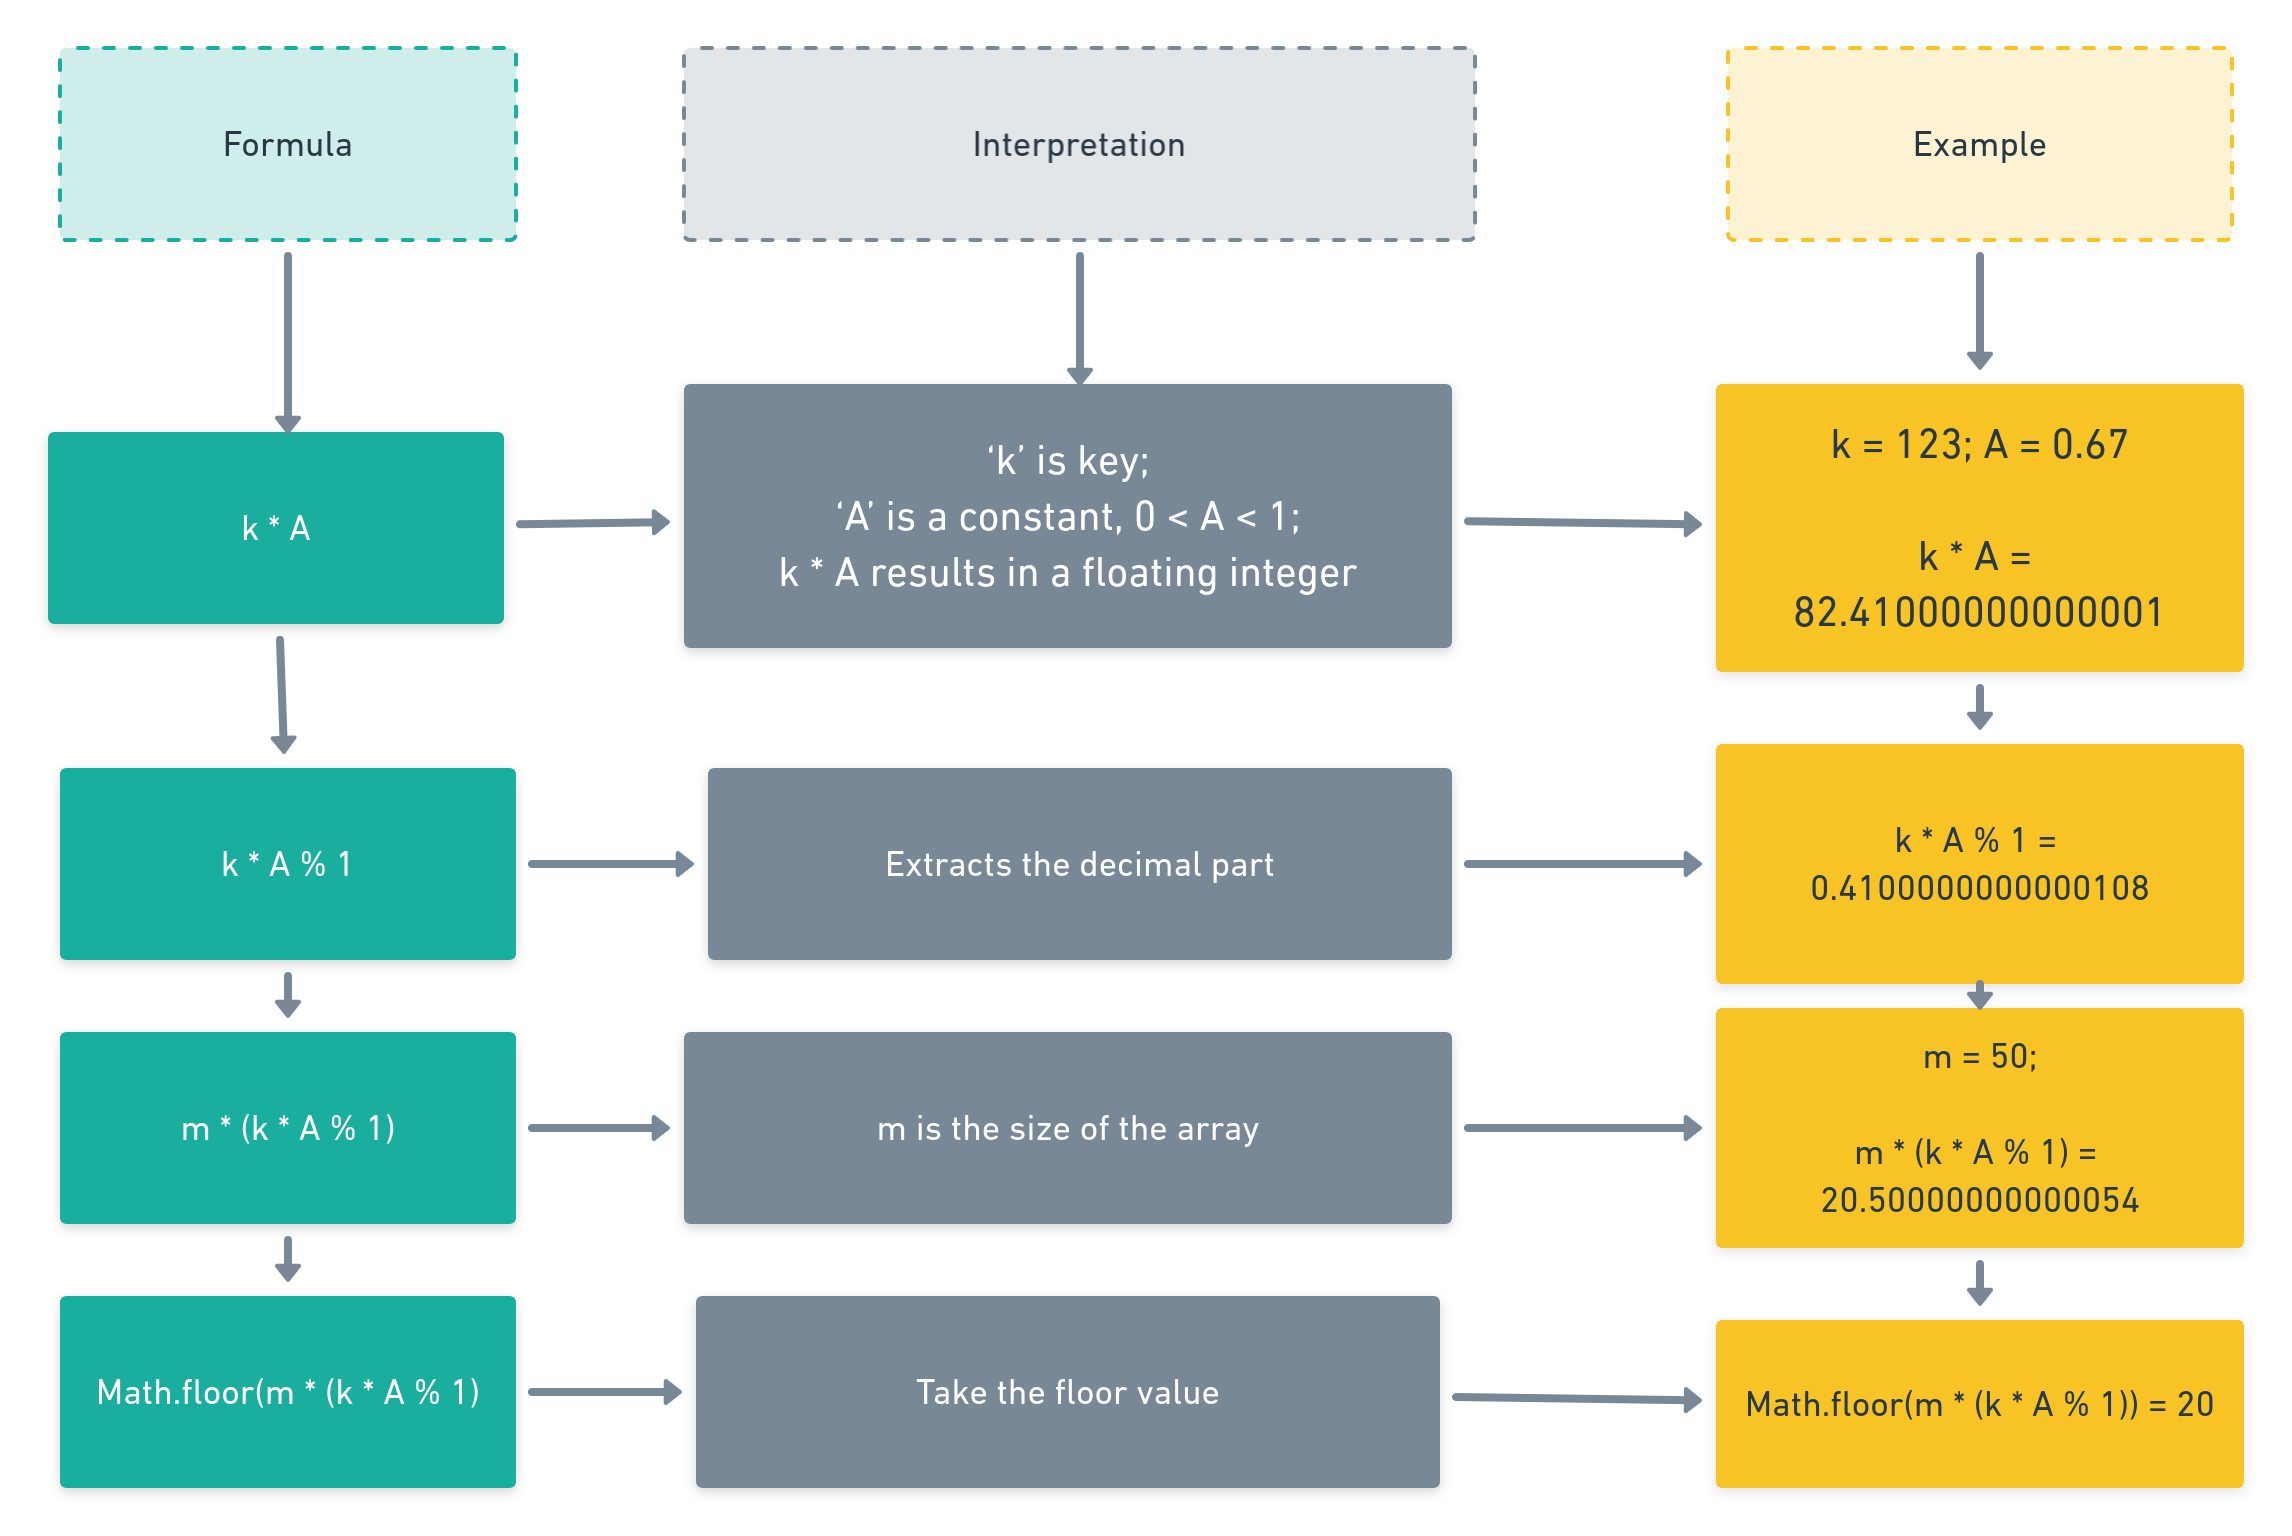 Formula
Interpretation
Example
k * A
‘k’ is key;
‘A’ is a constant, 0 < A < 1;
k * A results in a floating integer
k = 123; A = 0.67
k * A =
82.41000000000001
k * A % 1
Extracts the decimal part
k * A % 1 =
0.4100000000000108
m * (k * A % 1)
m is the size of the array
m = 50;
m * (k * A % 1) =
20.50000000000054
Math.floor(m * (k * A % 1)
Take the floor value
Math.floor(m * (k * A % 1)) = 20